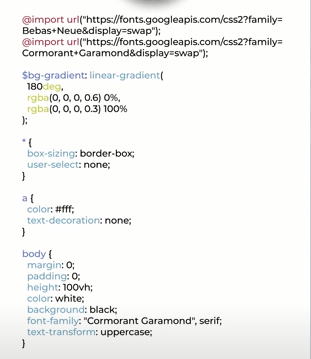 @import url("https://fonts.googleapis.com/css2?family=
Bebas+Neue&display=swap");
@import url("https://fonts.googleapis.com/css2?family=
Cormorant+Garamond&display=swap");
$bg-gradient: linear-gradient(
180deg,
rgba(0, 0, 0, 0.6) 0%,
rgba(0, 0, 0, 0.3) 100%
);
* {
box-sizing: border-box;
user-select: none;
}
a {
color: #fff;
text-decoration: none;
}
body {
margin: 0;
padding: 0;
height: 100vh;
color: white;
background: black;
font-family: "Cormorant Garamond", serif;
text-transform: uppercase;
}